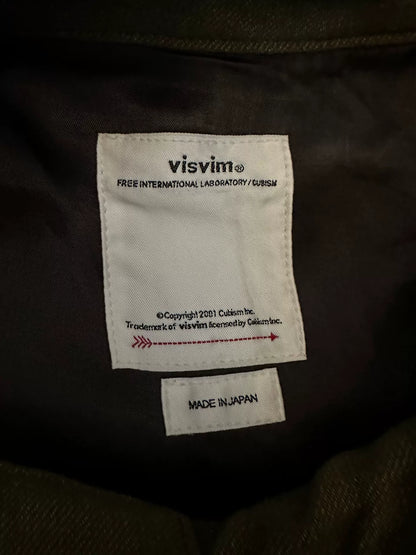 visvim®
FREE INTERNATIONAL LABORATORY / CUBISM
©Copyright 2001 Cubism Inc.
Trademark of visvim licensed by Cubism Inc.
MADE IN JAPAN